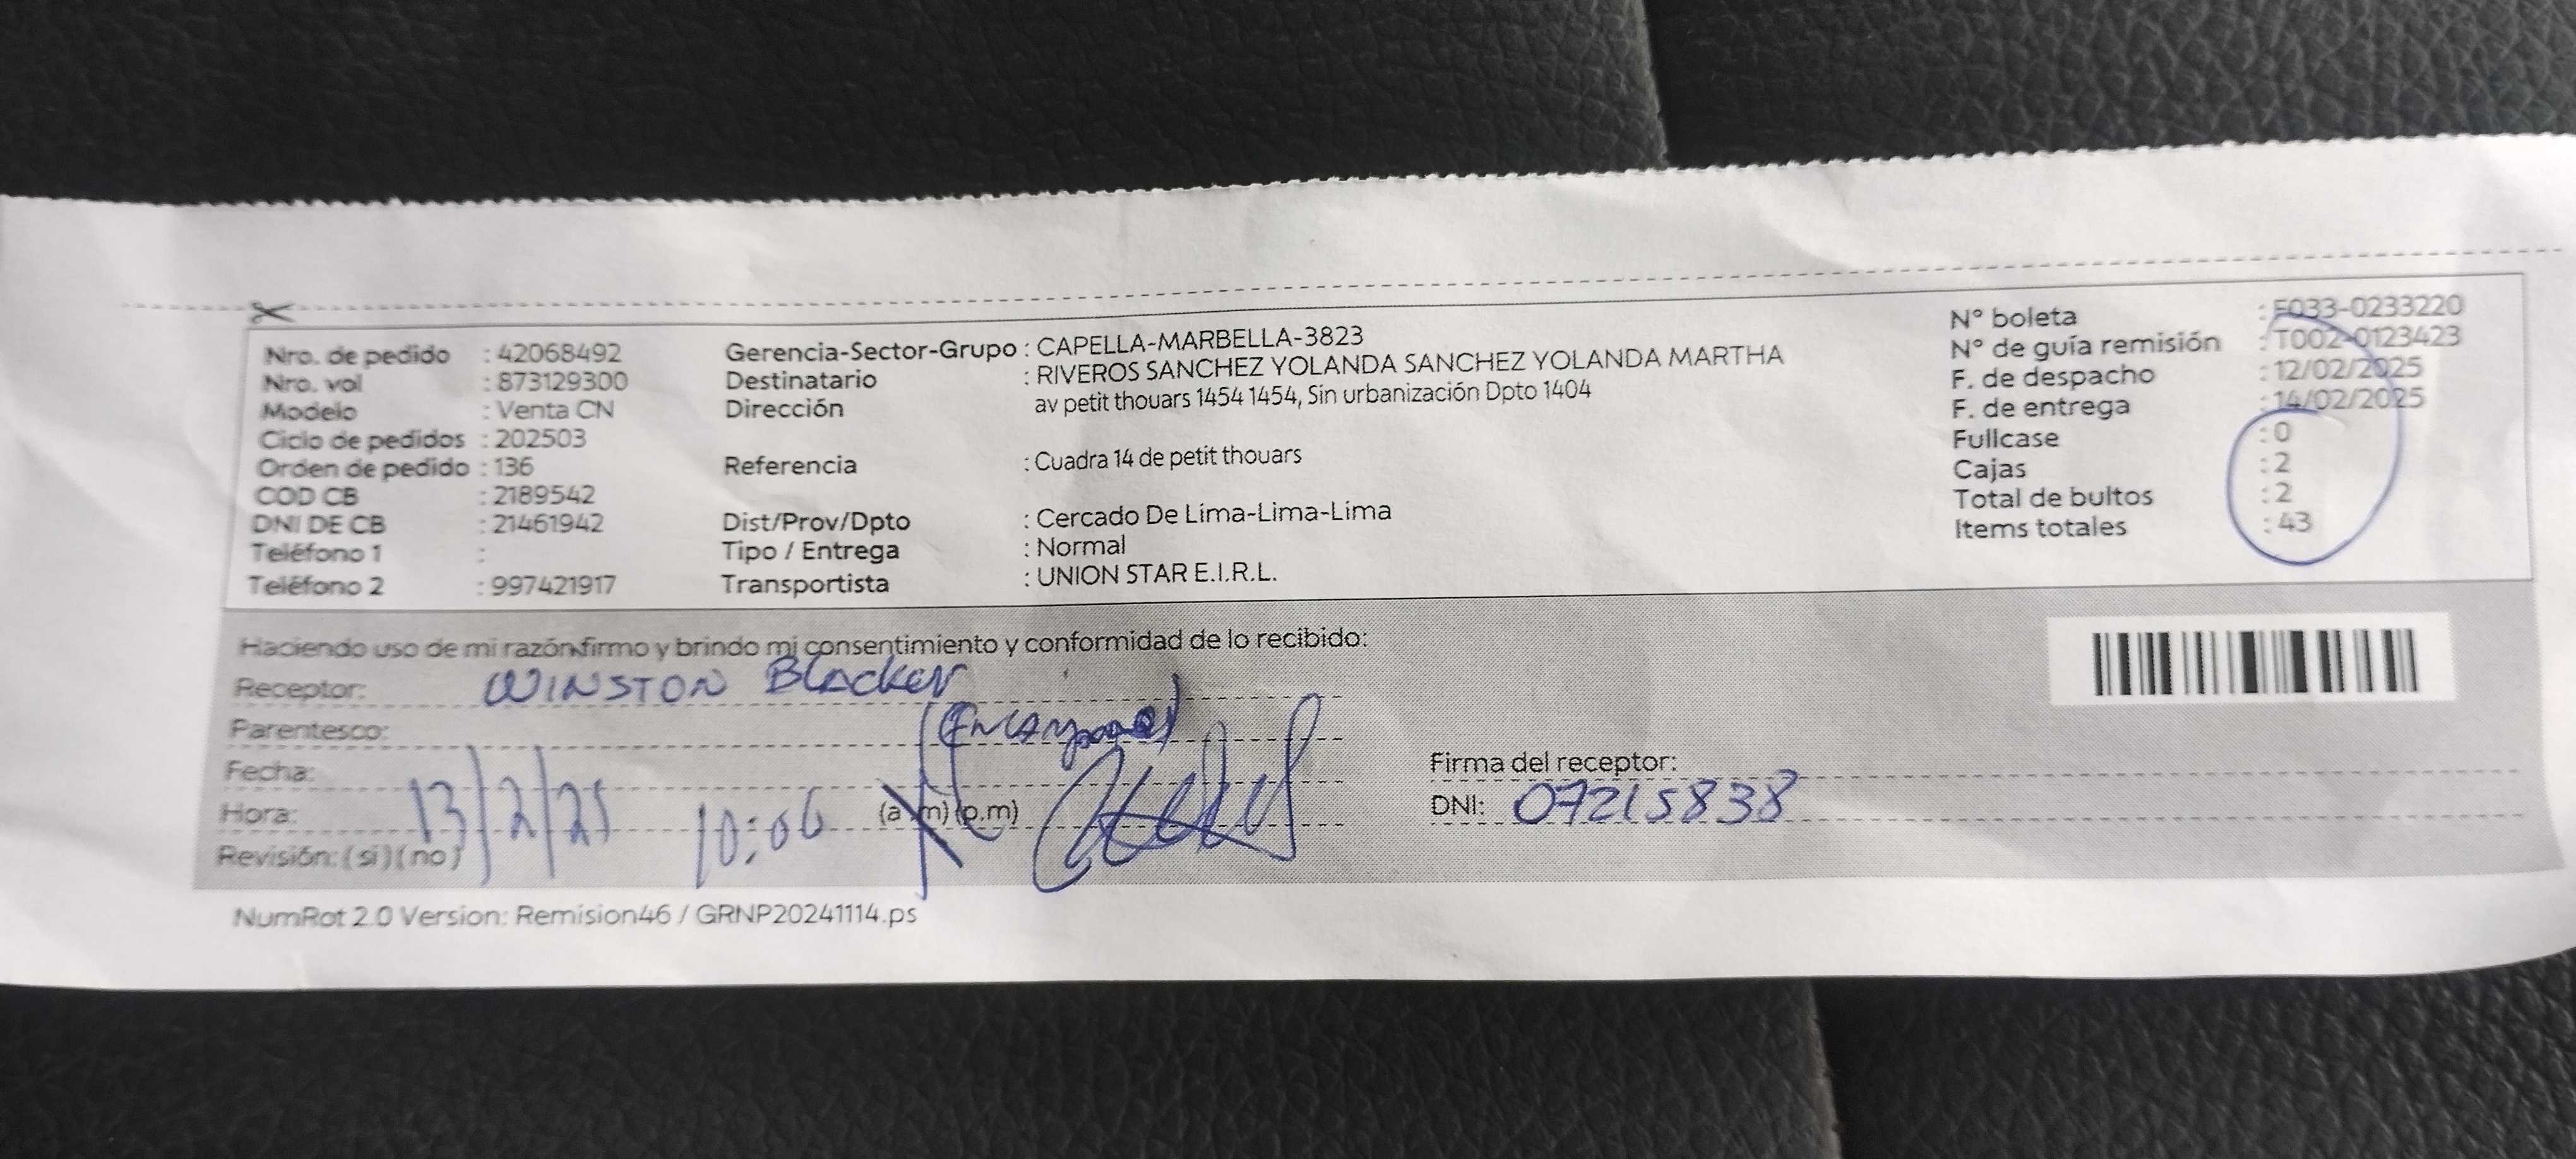 Nro. de pedido : 42068492
Nro. vol : 873129300
Modelo : Venta CN
Ciclo de pedidos : 202503
Orden de pedido : 136
COD CB : 2189542
DNI DE CB : 21461942
Teléfono 1 :
Teléfono 2 : 997421917
Gerencia-Sector-Grupo : CAPELLA-MARBELLA-3823
Destinatario : RIVEROS SANCHEZ YOLANDA SANCHEZ YOLANDA MARTHA
Dirección av petit thouars 1454 1454, Sin urbanización Dpto 1404
Referencia : Cuadra 14 de petit thouars
Dist/Prov/Dpto : Cercado De Lima-Lima-Lima
Tipo / Entrega : Normal
Transportista : UNION STAR E.I.R.L.
N° boleta : F033-0233220
N° de guía remisión : T002-0123423
F. de despacho : 12/02/2025
F. de entrega : 14/02/2025
Fullcase : 0
Cajas : 2
Total de bultos : 2
Items totales : 43
Haciendo uso de mi razón firmo y brindo mi consentimiento y conformidad de lo recibido:
Receptor: WINSTON Blacker
Parentesco:
Fecha: 13/2/25
Hora: 10:06 (a.m) (p.m)
Revisión: (si) (no)
Firma del receptor:
DNI: 07215838
NumRot 2.0 Version: Remision46 / GRNP20241114.ps